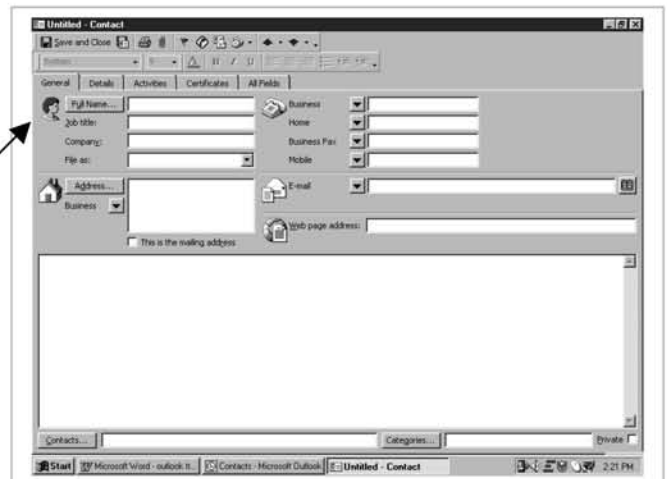 Untitled - Contact
Save and Close
General Details Activities Certificates All Fields
Full Name... Business
Job title: Home
Company: Business Fax
File as: Mobile
Address... E-mail
Business
Web page address:
This is the mailing address
Contacts... Categories... Private
Start Microsoft Word - outlook tt... Contacts - Microsoft Outlook Untitled - Contact 2:21 PM